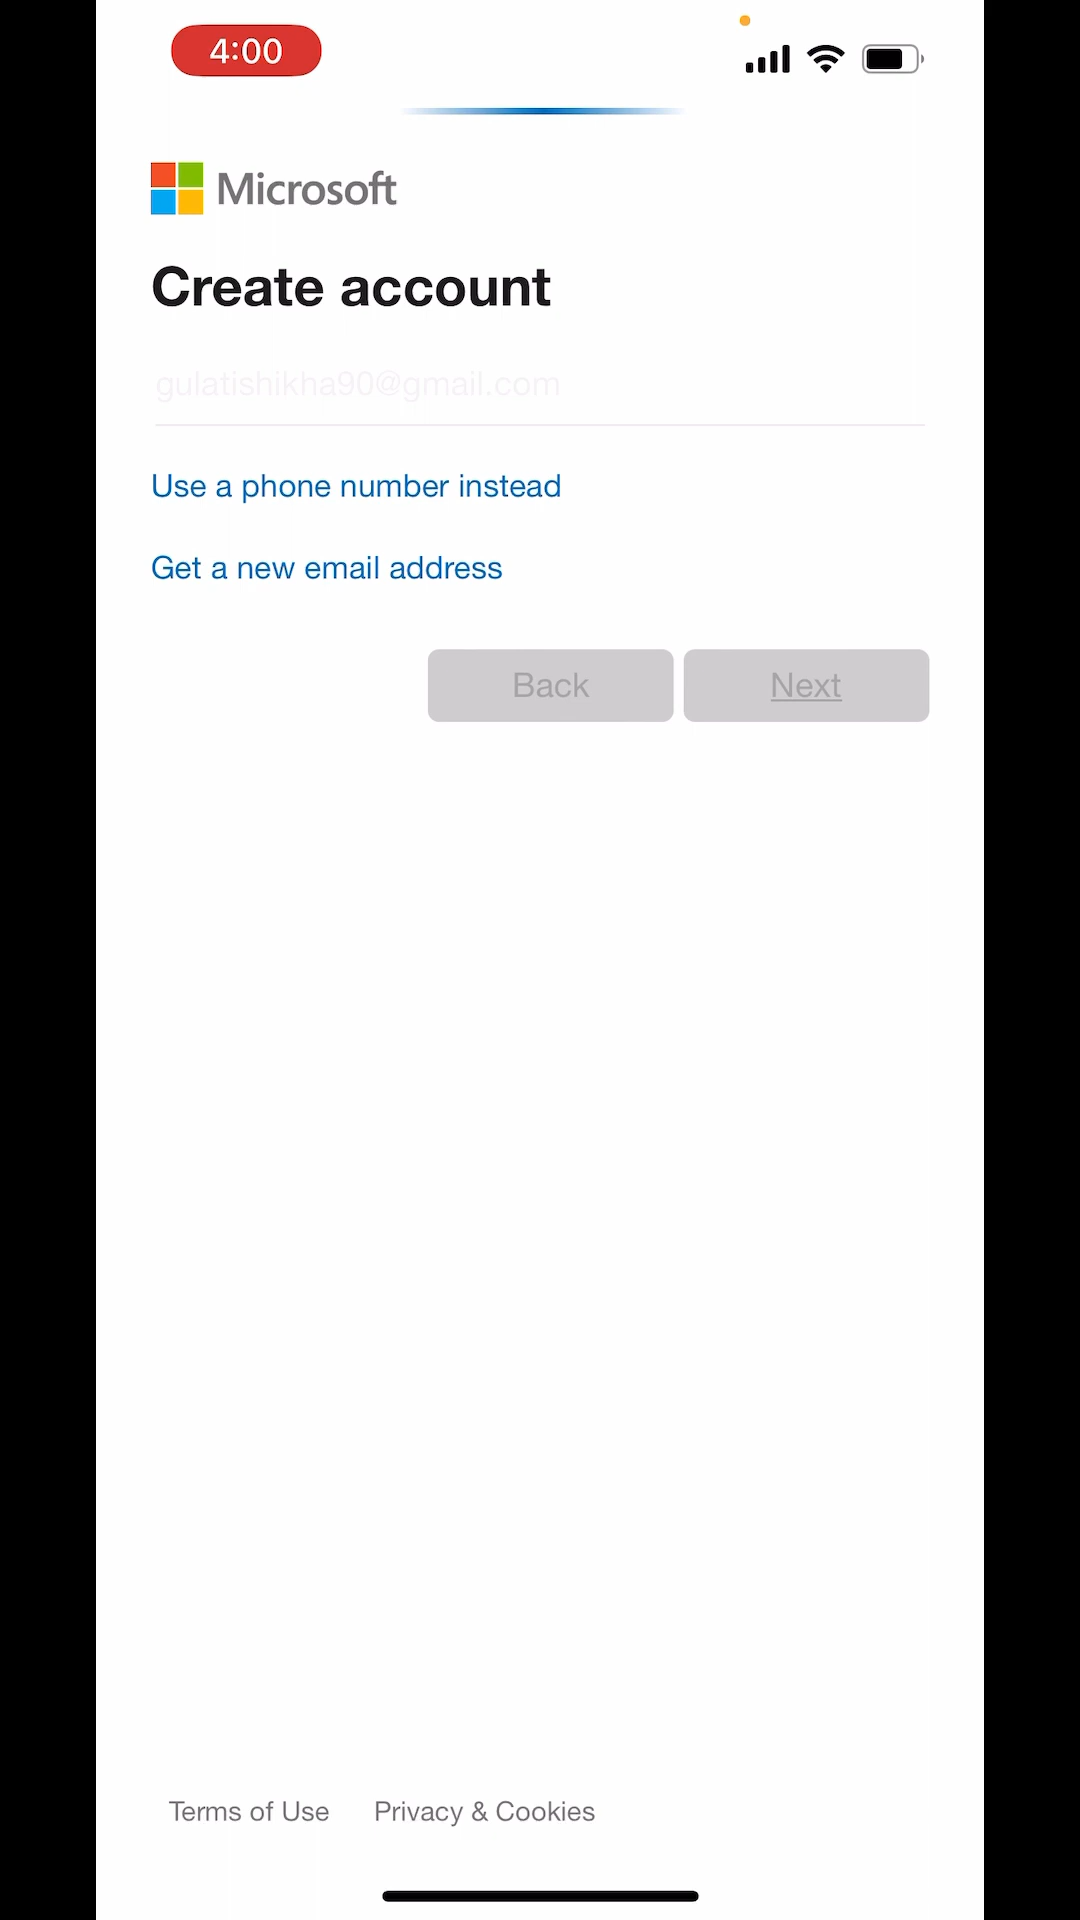 4:00
Microsoft
Create account
gulatishikha90@gmail.com
Use a phone number instead
Get a new email address
Back Next
Terms of Use Privacy & Cookies